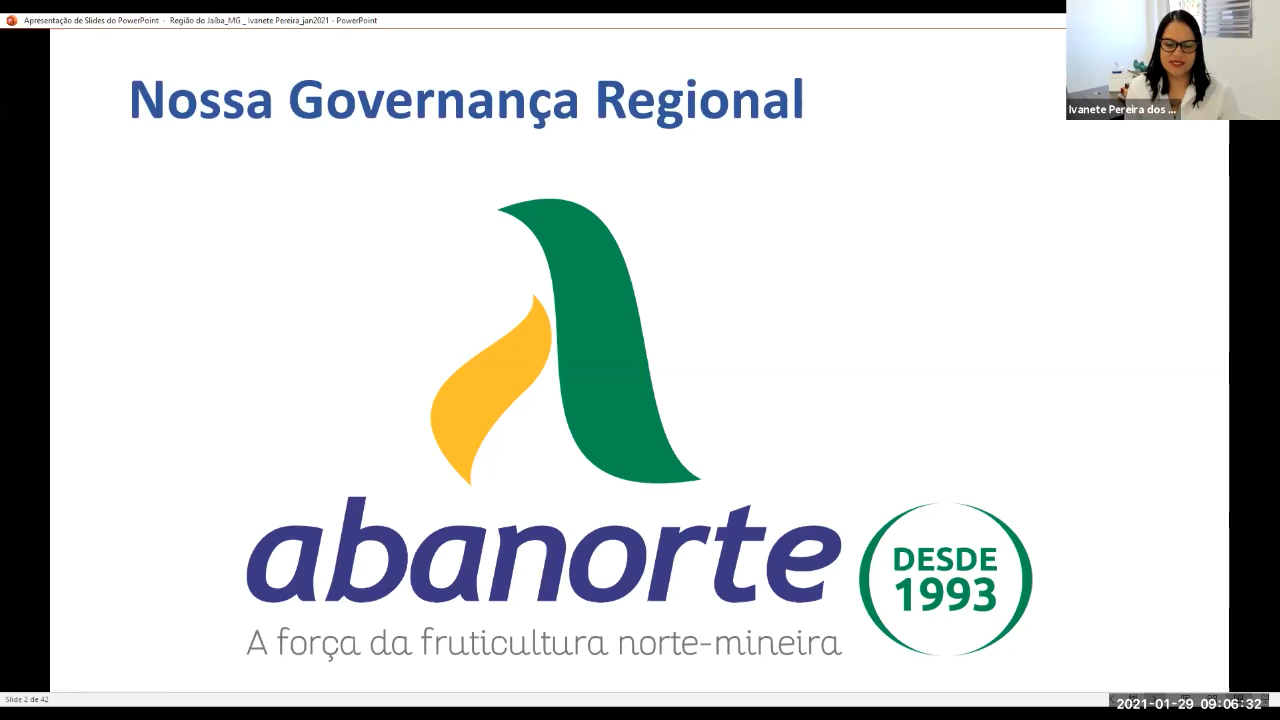 Apresentação de Slides do PowerPoint - Região do Jaíba_MG _ Ivanete Pereira_jan2021 - PowerPoint
Ivanete Pereira dos ...
Nossa Governança Regional
abanorte
DESDE
1993
A força da fruticultura norte-mineira
Slide 2 de 42
2021-01-29 09:06:32